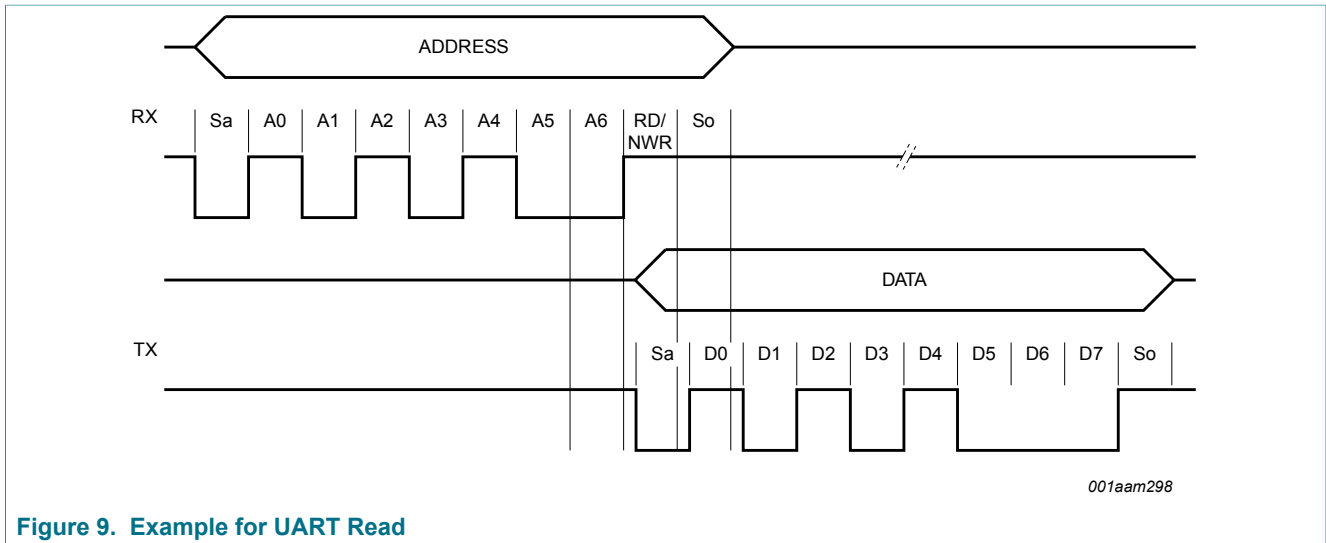 ADDRESS
RX Sa A0 A1 A2 A3 A4 A5 A6 RD/ So
NWR
DATA
TX Sa D0 D1 D2 D3 D4 D5 D6 D7 So
001aam298
Figure 9. Example for UART Read